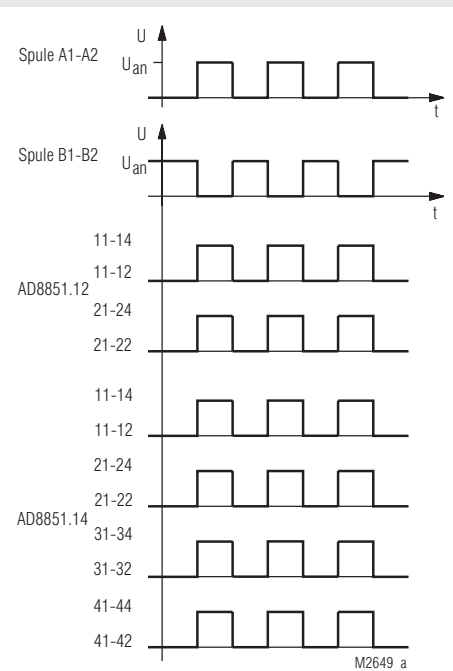 U
Spule A1-A2
Uan
t
U
Spule B1-B2
Uan
t
11-14
11-12
AD8851.12
21-24
21-22
11-14
11-12
21-24
21-22
AD8851.14
31-34
31-32
41-44
41-42
M2649_a